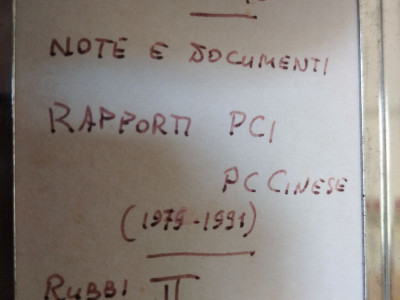 NOTE E DOCUMENTI
RAPPORTI PCI
PC CINESE
(1979-1991)
RUBBI II